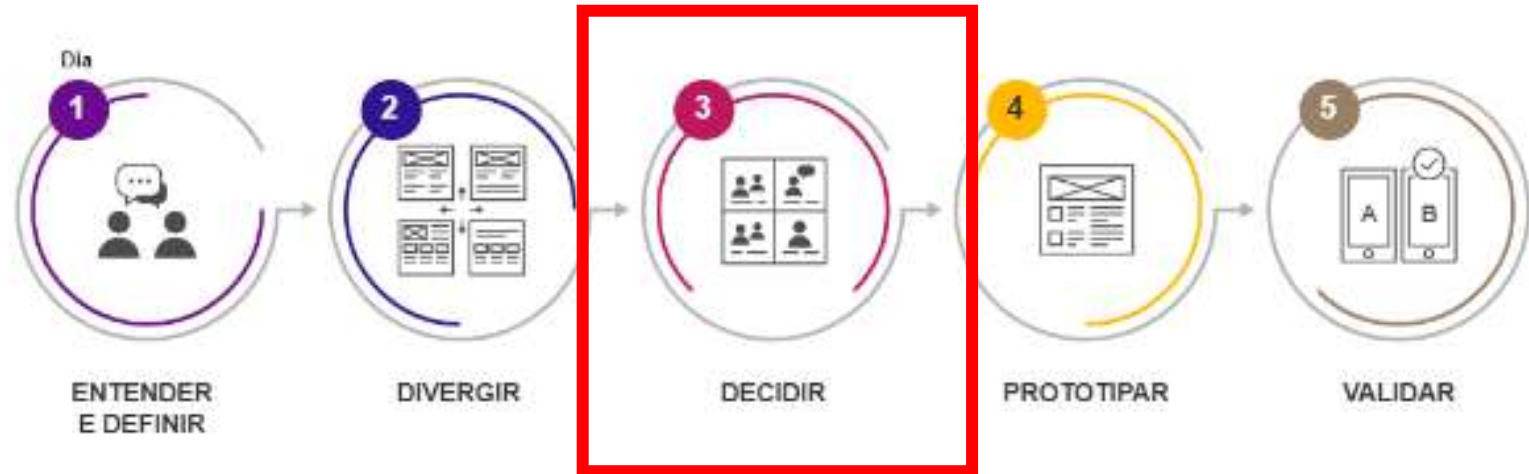 Dia
1
2
3
4
5
A
B
ENTENDER
E DEFINIR
DIVERGIR
DECIDIR
PROTOTIPAR
VALIDAR